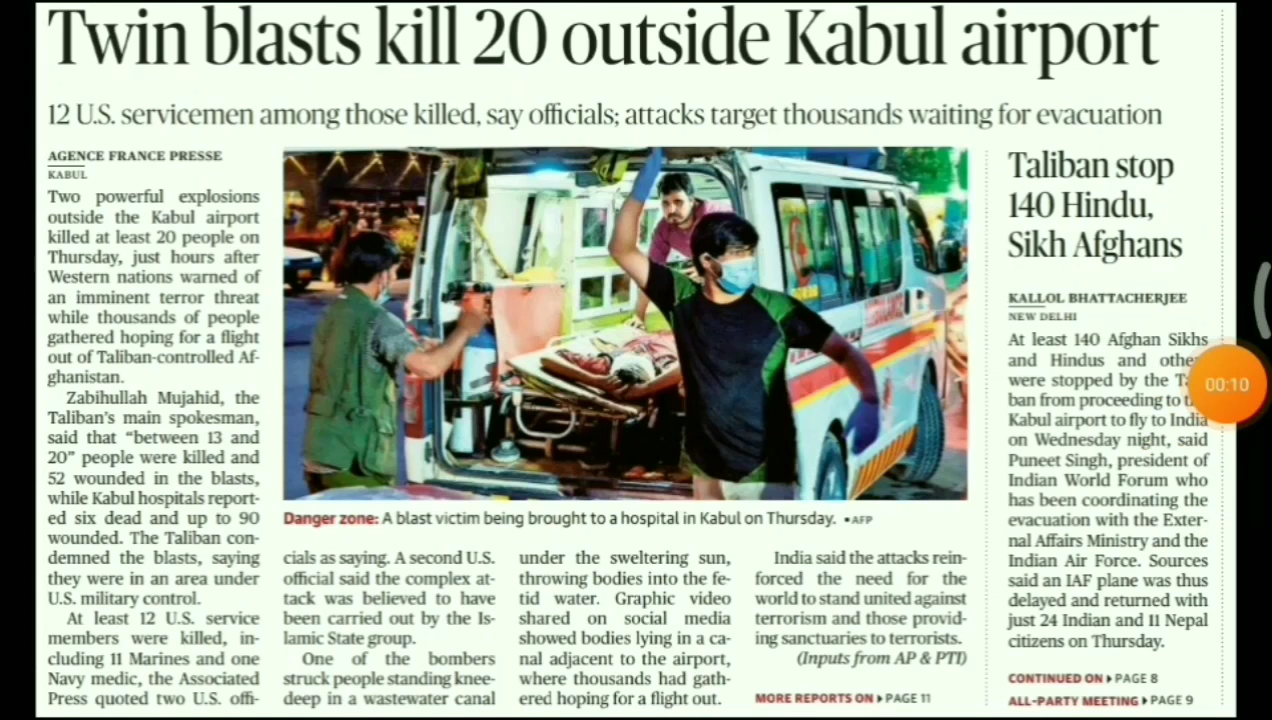 Twin blasts kill 20 outside Kabul airport
12 U.S. servicemen among those killed, say officials; attacks target thousands waiting for evacuation
AGENCE FRANCE PRESSE
KABUL
Two powerful explosions
outside the Kabul airport
killed at least 20 people on
Thursday, just hours after
Western nations warned of
an imminent terror threat
while thousands of people
gathered hoping for a flight
out of Taliban-controlled Af-
ghanistan.
Zabihullah Mujahid, the
Taliban's main spokesman,
said that “between 13 and
20” people were killed and
52 wounded in the blasts,
while Kabul hospitals report-
ed six dead and up to 90
wounded. The Taliban con-
demned the blasts, saying
they were in an area under
U.S. military control.
At least 12 U.S. service
members were killed, in-
cluding 11 Marines and one
Navy medic, the Associated
Press quoted two U.S. offi-
AMBULANCE
Danger zone: A blast victim being brought to a hospital in Kabul on Thursday. •AFP
cials as saying. A second U.S.
official said the complex at-
tack was believed to have
been carried out by the Is-
lamic State group.
One of the bombers
struck people standing knee-
deep in a wastewater canal
under the sweltering sun,
throwing bodies into the fe-
tid water. Graphic video
shared on social media
showed bodies lying in a ca-
nal adjacent to the airport,
where thousands had gath-
ered hoping for a flight out.
India said the attacks rein-
forced the need for the
world to stand united against
terrorism and those provid-
ing sanctuaries to terrorists.
(Inputs from AP & PTI)
MORE REPORTS ON ▸ PAGE 11
Taliban stop
140 Hindu,
Sikh Afghans
KALLOL BHATTACHERJEE
NEW DELHI
At least 140 Afghan Sikhs
and Hindus and
were stopped by the
ban from proceeding to
Kabul airport to fly to India
on Wednesday night, said
Puneet Singh, president of
Indian World Forum who
has been coordinating the
evacuation with the Exter-
nal Affairs Ministry and the
Indian Air Force. Sources
said an IAF plane was thus
delayed and returned with
just 24 Indian and 11 Nepal
citizens on Thursday.
CONTINUED ON ▸ PAGE 8
ALL-PARTY MEETING ▸ PAGE 9
00:10